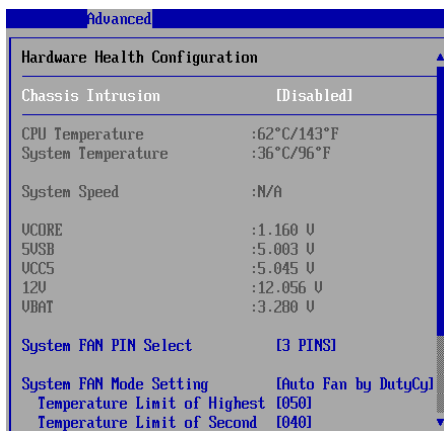 Advanced
Hardware Health Configuration
Chassis Intrusion [Disabled]
CPU Temperature :62°C/143°F
System Temperature :36°C/96°F
System Speed :N/A
VCORE :1.160 V
5VSB :5.003 V
VCC5 :5.045 V
12V :12.056 V
VBAT :3.280 V
System FAN PIN Select [3 PINS]
System FAN Mode Setting [Auto Fan by DutyCy]
Temperature Limit of Highest [050]
Temperature Limit of Second [040]